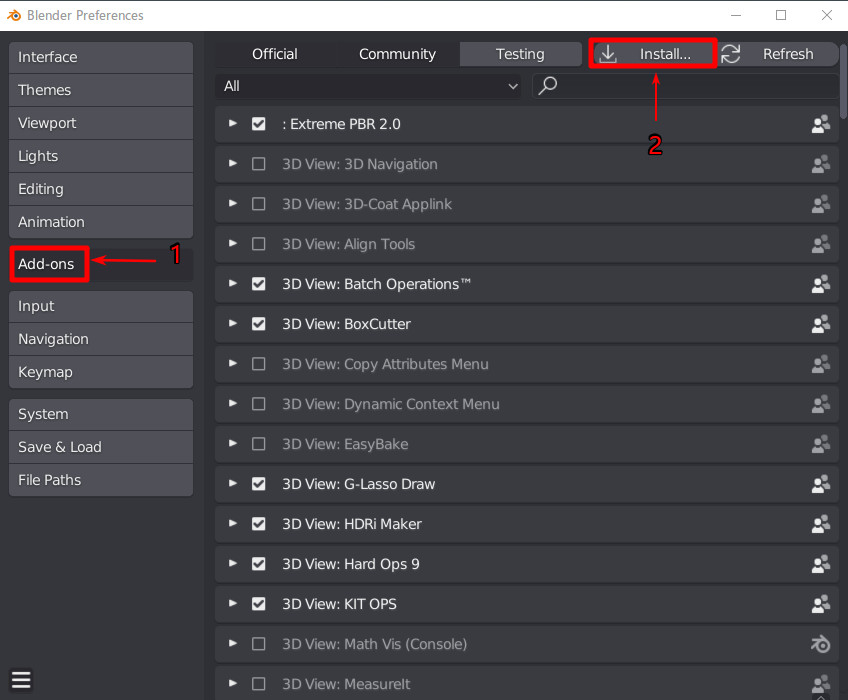 Blender Preferences
Interface
Themes
Viewport
Lights
Editing
Animation
Add-ons
1
Input
Navigation
Keymap
System
Save & Load
File Paths
Official Community Testing Install... Refresh
All
2
: Extreme PBR 2.0
3D View: 3D Navigation
3D View: 3D-Coat Applink
3D View: Align Tools
3D View: Batch Operations™
3D View: BoxCutter
3D View: Copy Attributes Menu
3D View: Dynamic Context Menu
3D View: EasyBake
3D View: G-Lasso Draw
3D View: HDRi Maker
3D View: Hard Ops 9
3D View: KIT OPS
3D View: Math Vis (Console)
3D View: MeasureIt